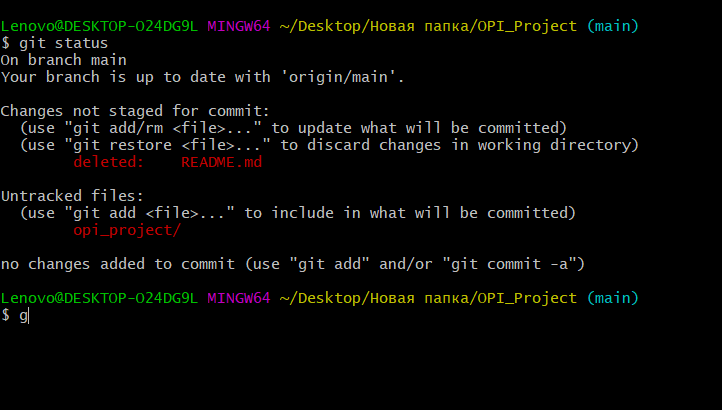 Lenovo@DESKTOP-O24DG9L MINGW64 ~/Desktop/Новая папка/OPI_Project (main)
$ git status
On branch main
Your branch is up to date with 'origin/main'.
Changes not staged for commit:
  (use "git add/rm <file>..." to update what will be committed)
  (use "git restore <file>..." to discard changes in working directory)
        deleted:    README.md
Untracked files:
  (use "git add <file>..." to include in what will be committed)
        opi_project/
no changes added to commit (use "git add" and/or "git commit -a")
Lenovo@DESKTOP-O24DG9L MINGW64 ~/Desktop/Новая папка/OPI_Project (main)
$ g